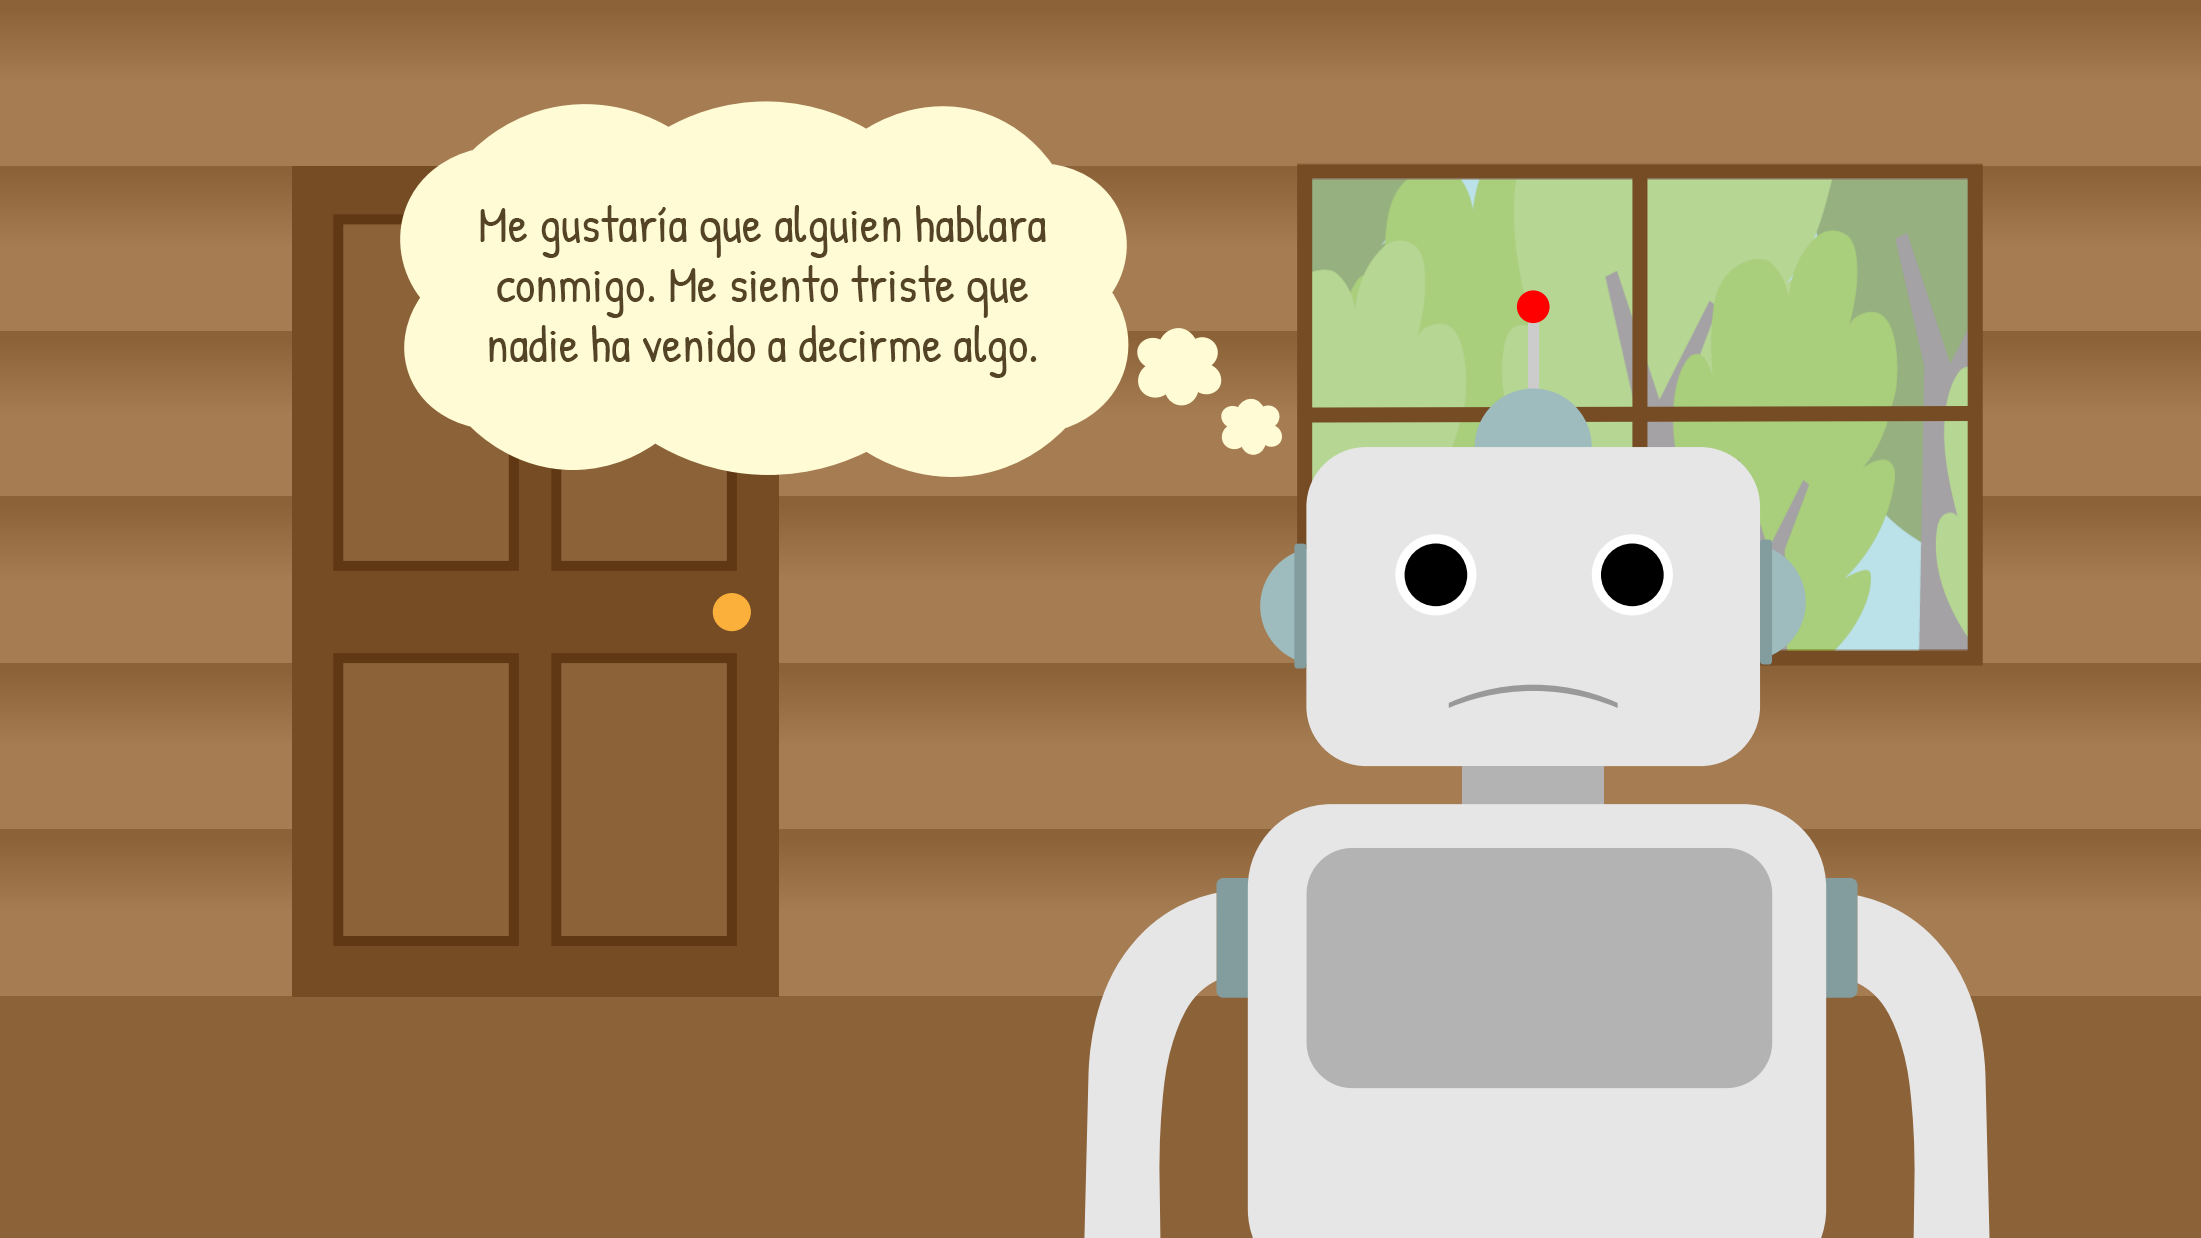 Me gustaría que alguien hablara
conmigo. Me siento triste que
nadie ha venido a decirme algo.